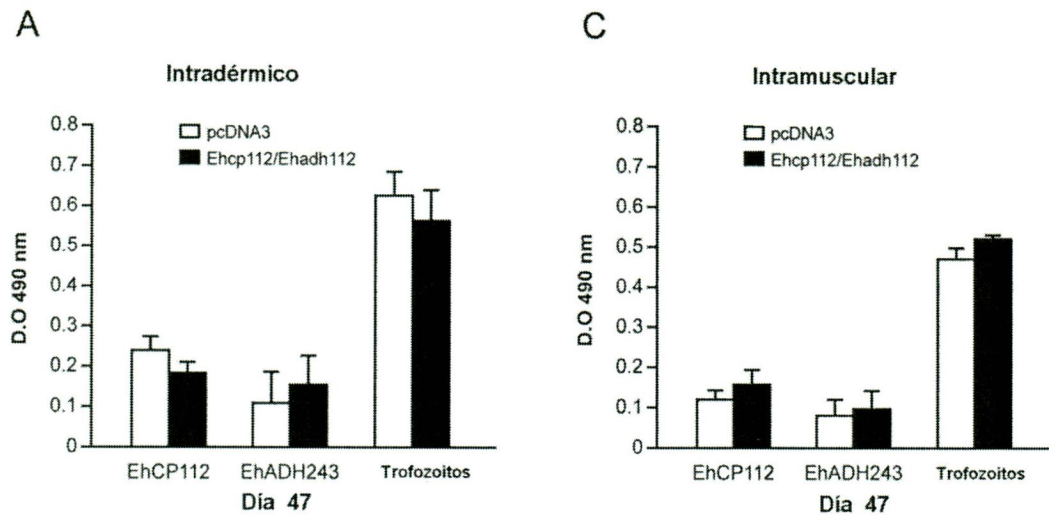 A
Intradérmico
D.O 490 nm
0.8
0.7
0.6
0.5
0.4
0.3
0.2
0.1
0
pcDNA3
Ehcp112/Ehadh112
EhCP112 EhADH243 Trofozoitos
Día 47
C
Intramuscular
D.O 490 nm
0.8
0.7
0.6
0.5
0.4
0.3
0.2
0.1
0
pcDNA3
Ehcp112/Ehadh112
EhCP112 EhADH243 Trofozoitos
Día 47